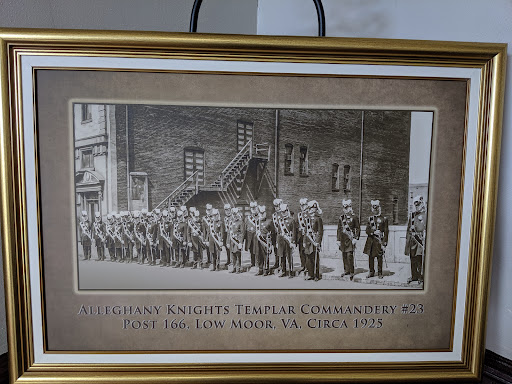 Alleghany Knights Templar Commandery #23
Post 166, Low Moor, VA, Circa 1925